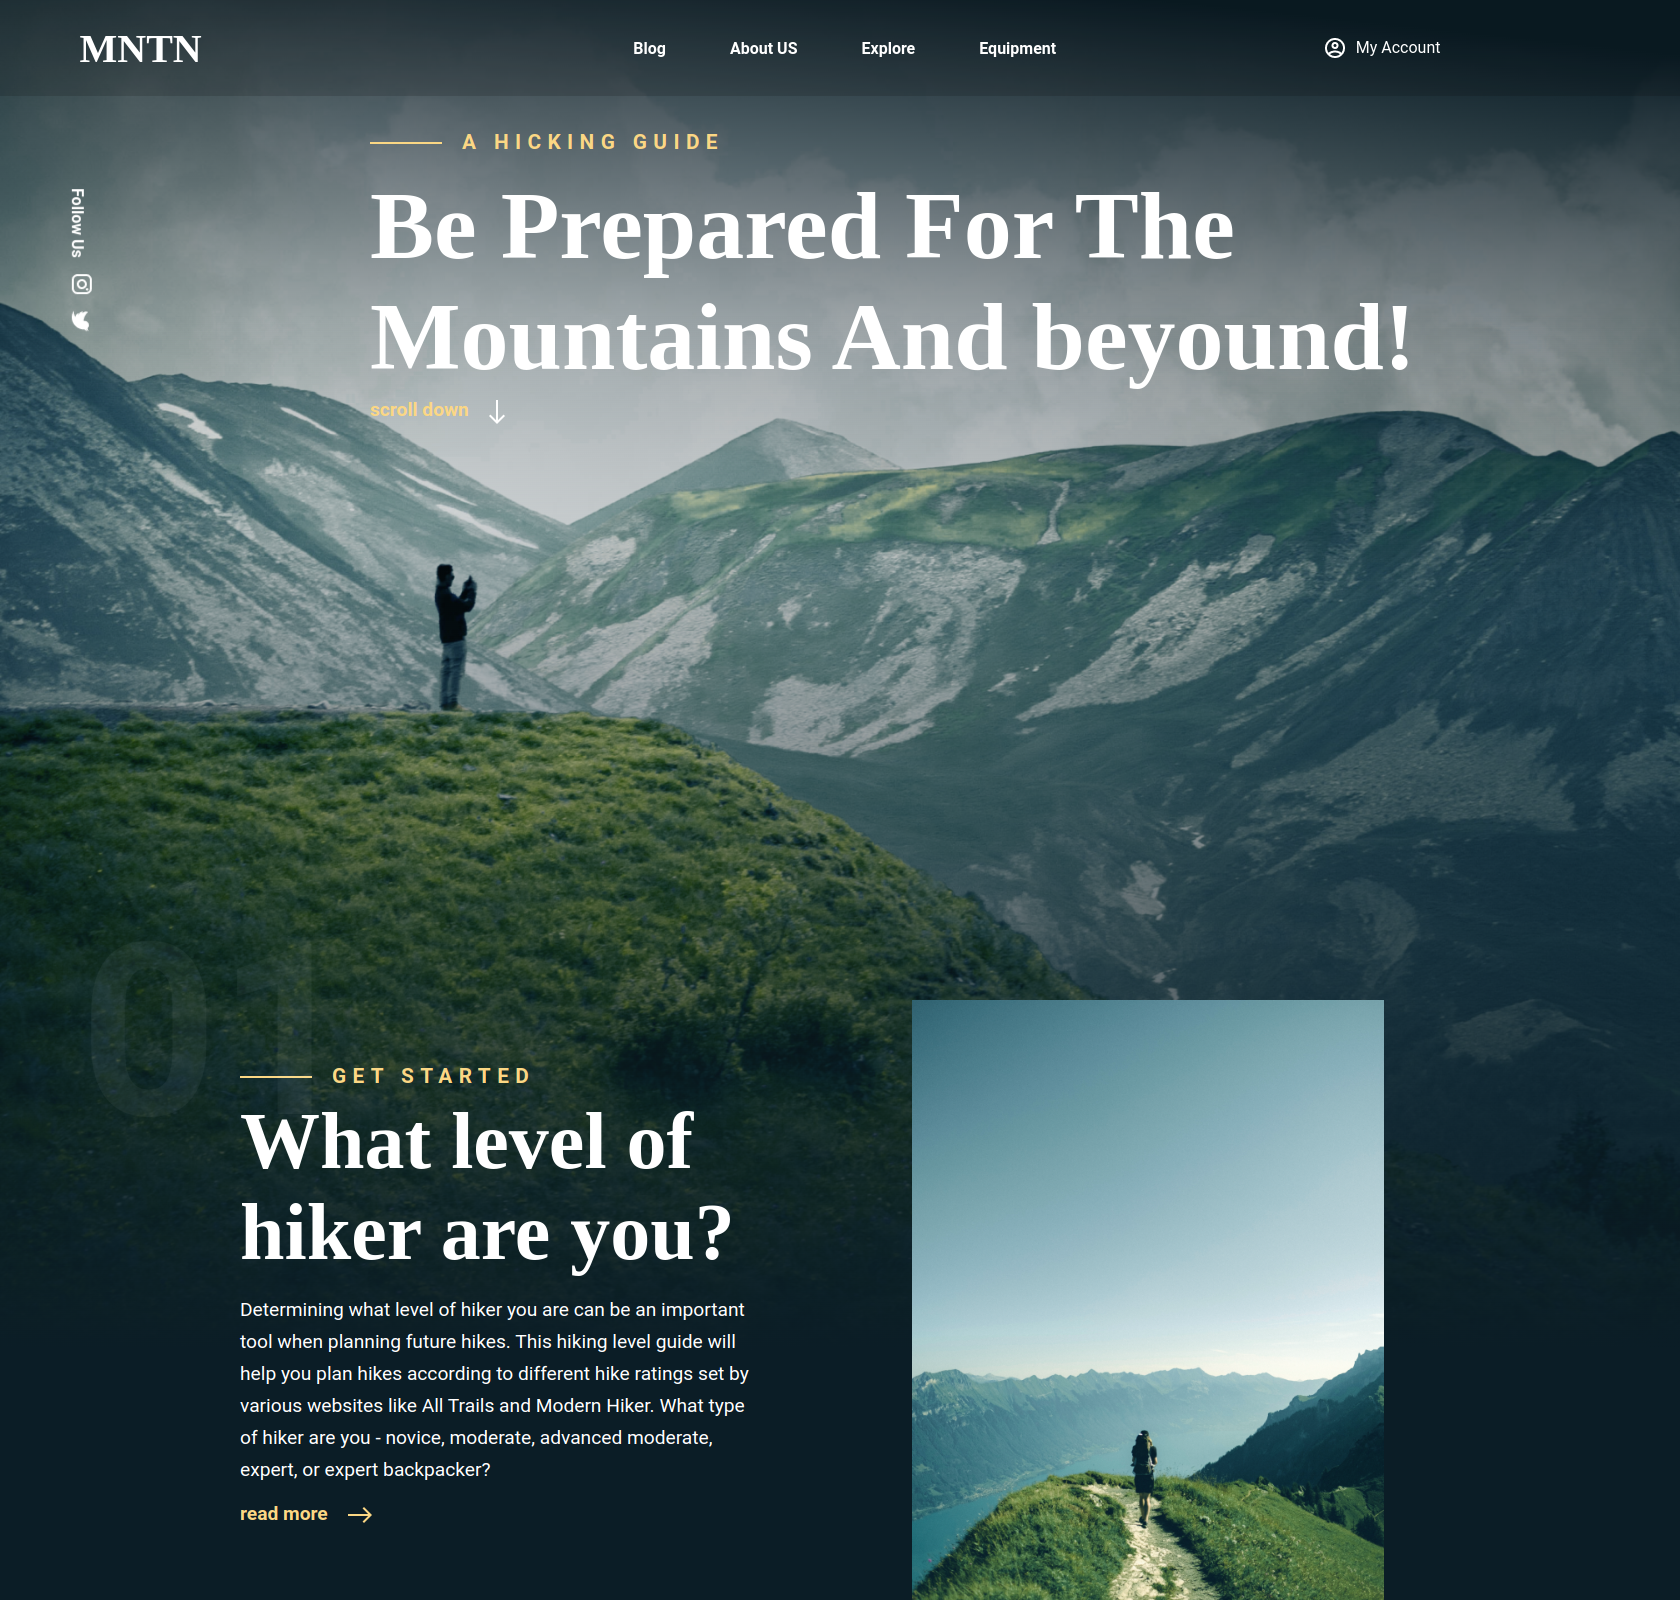 MNTN
Blog
About US
Explore
Equipment
My Account
A HICKING GUIDE
Be Prepared For The
Mountains And beyound!
scroll down
Follow Us
01
GET STARTED
What level of
hiker are you?
Determining what level of hiker you are can be an important
tool when planning future hikes. This hiking level guide will
help you plan hikes according to different hike ratings set by
various websites like All Trails and Modern Hiker. What type
of hiker are you - novice, moderate, advanced moderate,
expert, or expert backpacker?
read more